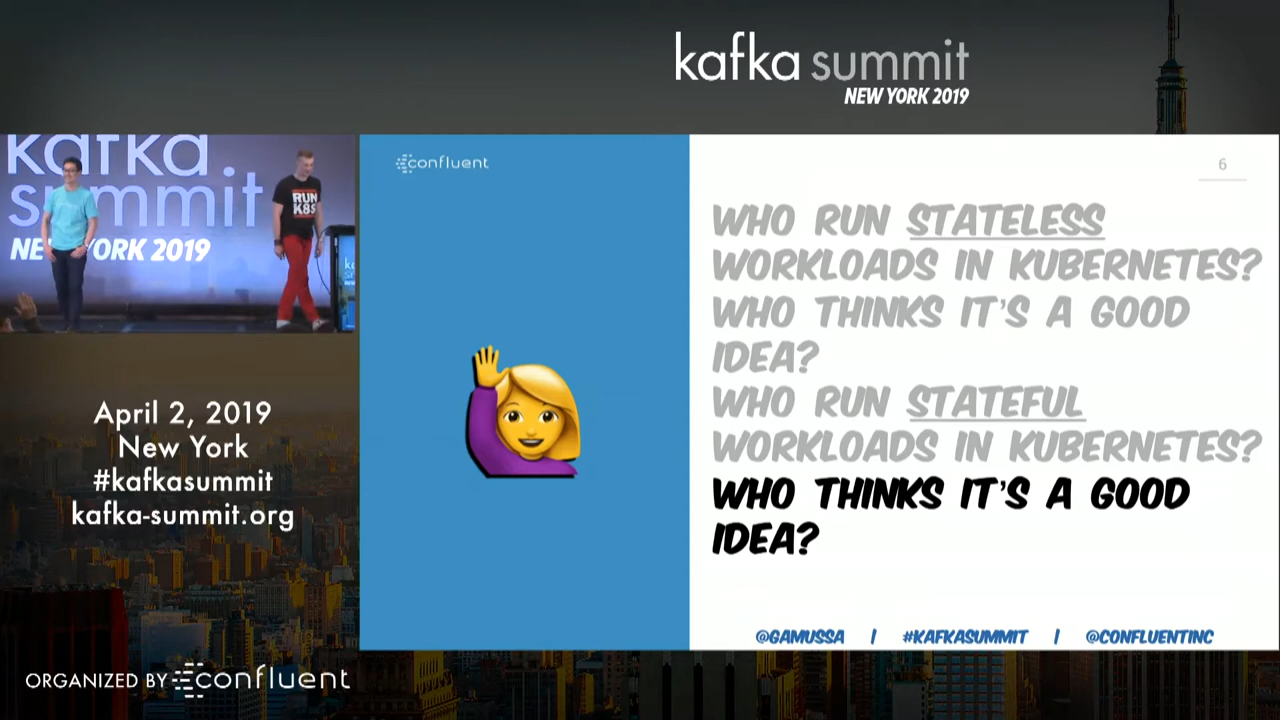 kafka summit
NEW YORK 2019
kafka
summit
NEW YORK 2019
RUN
K8S
confluent
6
WHO RUN STATELESS
WORKLOADS IN KUBERNETES?
WHO THINKS IT'S A GOOD
IDEA?
WHO RUN STATEFUL
WORKLOADS IN KUBERNETES?
WHO THINKS IT'S A GOOD
IDEA?
@GAMUSSA | #KAFKASUMMIT | @CONFLUENTINC
April 2, 2019
New York
#kafkasummit
kafka-summit.org
ORGANIZED BY confluent